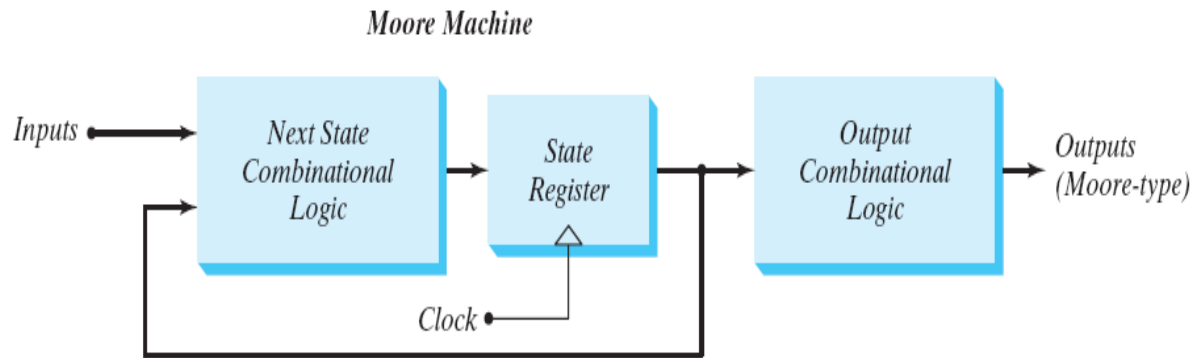 Moore Machine
Inputs
Next State
Combinational
Logic
State
Register
Output
Combinational
Logic
Outputs
(Moore-type)
Clock